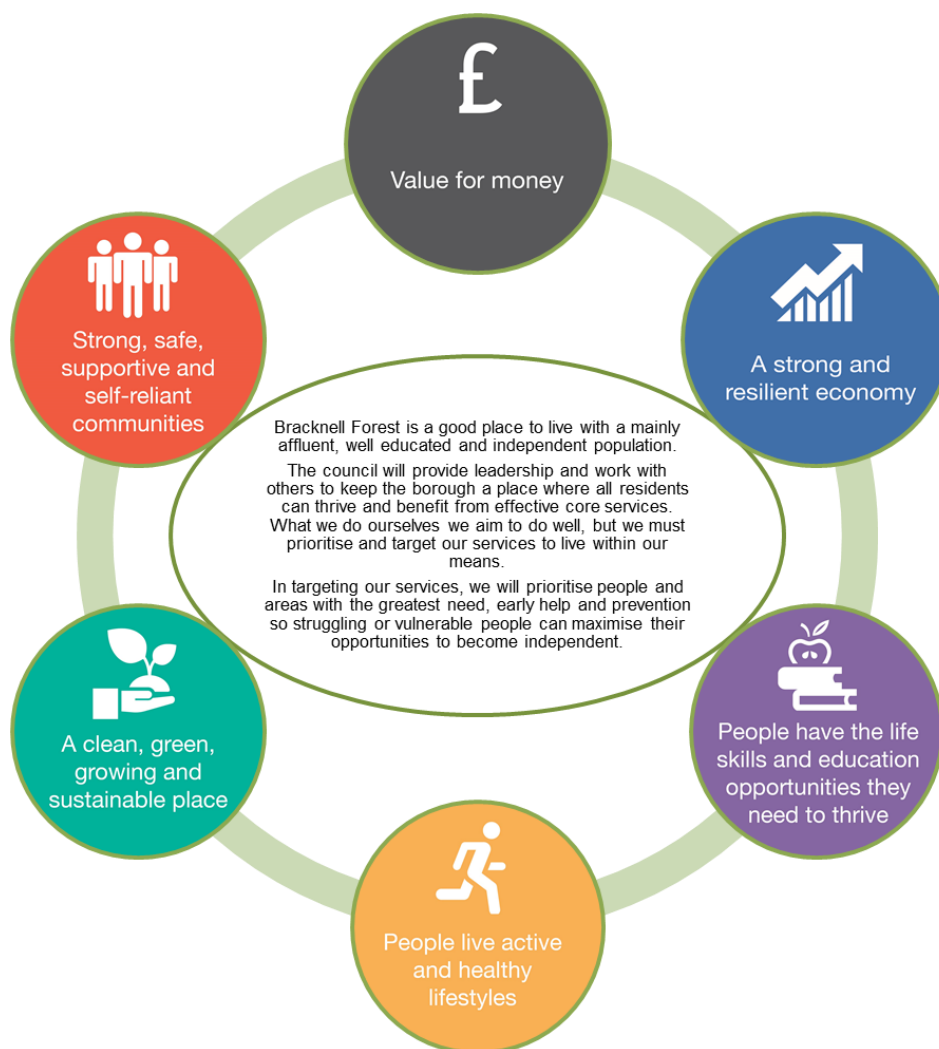 £
Value for money
Strong, safe,
supportive and
self-reliant
communities
A strong and
resilient economy
Bracknell Forest is a good place to live with a mainly
affluent, well educated and independent population.
The council will provide leadership and work with
others to keep the borough a place where all residents
can thrive and benefit from effective core services.
What we do ourselves we aim to do well, but we must
prioritise and target our services to live within our
means.
In targeting our services, we will prioritise people and
areas with the greatest need, early help and prevention
so struggling or vulnerable people can maximise their
opportunities to become independent.
A clean, green,
growing and
sustainable place
People have the life
skills and education
opportunities they
need to thrive
People live active
and healthy
lifestyles